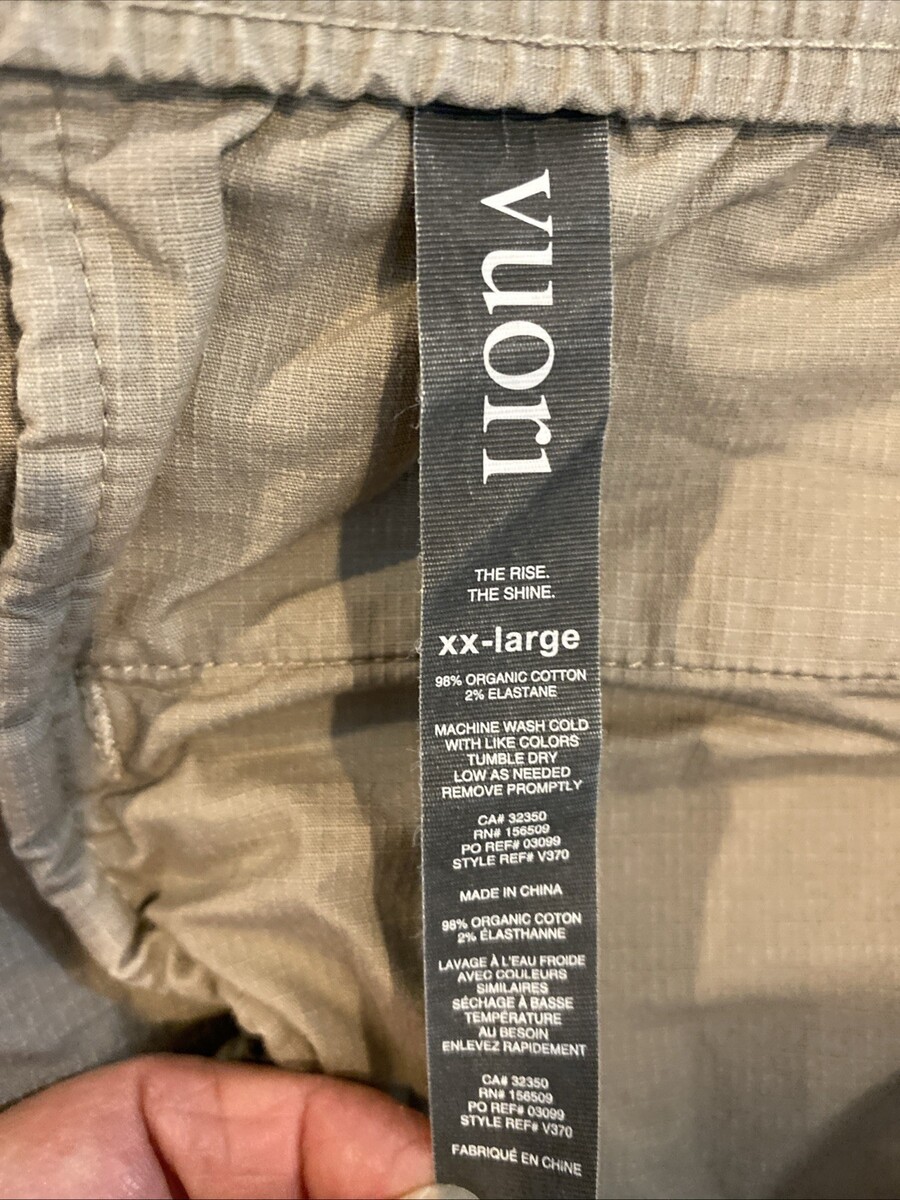 vuori
THE RISE.
THE SHINE.
xx-large
98% ORGANIC COTTON
2% ELASTANE
MACHINE WASH COLD
WITH LIKE COLORS
TUMBLE DRY
LOW AS NEEDED
REMOVE PROMPTLY
CA# 32350
RN# 156509
PO REF# 03099
STYLE REF# V370
MADE IN CHINA
98% ORGANIC COTON
2% ÉLASTHANNE
LAVAGE À L'EAU FROIDE
AVEC COULEURS
SIMILAIRES
SÉCHAGE À BASSE
TEMPÉRATURE
AU BESOIN
ENLEVEZ RAPIDEMENT
CA# 32350
RN# 156509
PO REF# 03099
STYLE REF# V370
FABRIQUÉ EN CHINE